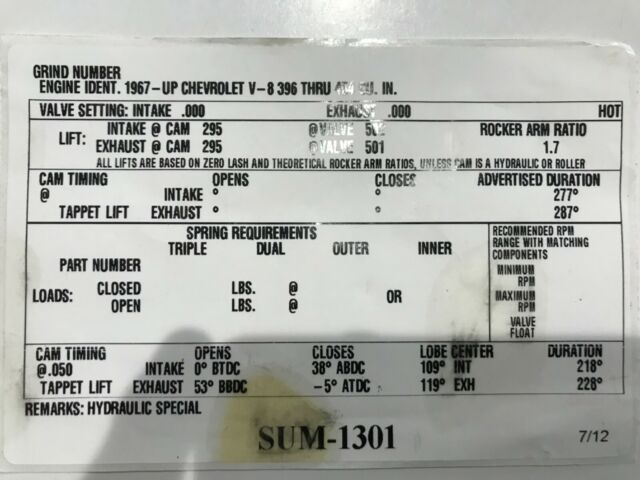 GRIND NUMBER
ENGINE IDENT. 1967-UP CHEVROLET V-8 396 THRU 454 CU. IN.
VALVE SETTING: INTAKE .000 EXHAUST .000 HOT
LIFT: INTAKE @ CAM 295 @VALVE ROCKER ARM RATIO
EXHAUST @ CAM 295 @VALVE 501 1.7
ALL LIFTS ARE BASED ON ZERO LASH AND THEORETICAL ROCKER ARM RATIOS, UNLESS CAM IS A HYDRAULIC OR ROLLER
CAM TIMING OPENS CLOSES ADVERTISED DURATION
@ INTAKE ° ° 277°
TAPPET LIFT EXHAUST ° ° 287°
SPRING REQUIREMENTS
TRIPLE DUAL OUTER INNER
PART NUMBER
LOADS: CLOSED LBS. @ OR
OPEN LBS. @
RECOMMENDED RPM
RANGE WITH MATCHING
COMPONENTS
MINIMUM
RPM
MAXIMUM
RPM
VALVE
FLOAT
CAM TIMING OPENS CLOSES LOBE CENTER DURATION
@.050 INTAKE 0° BTDC 38° ABDC 109° INT 218°
TAPPET LIFT EXHAUST 53° BBDC -5° ATDC 119° EXH 228°
REMARKS: HYDRAULIC SPECIAL
SUM-1301
7/12